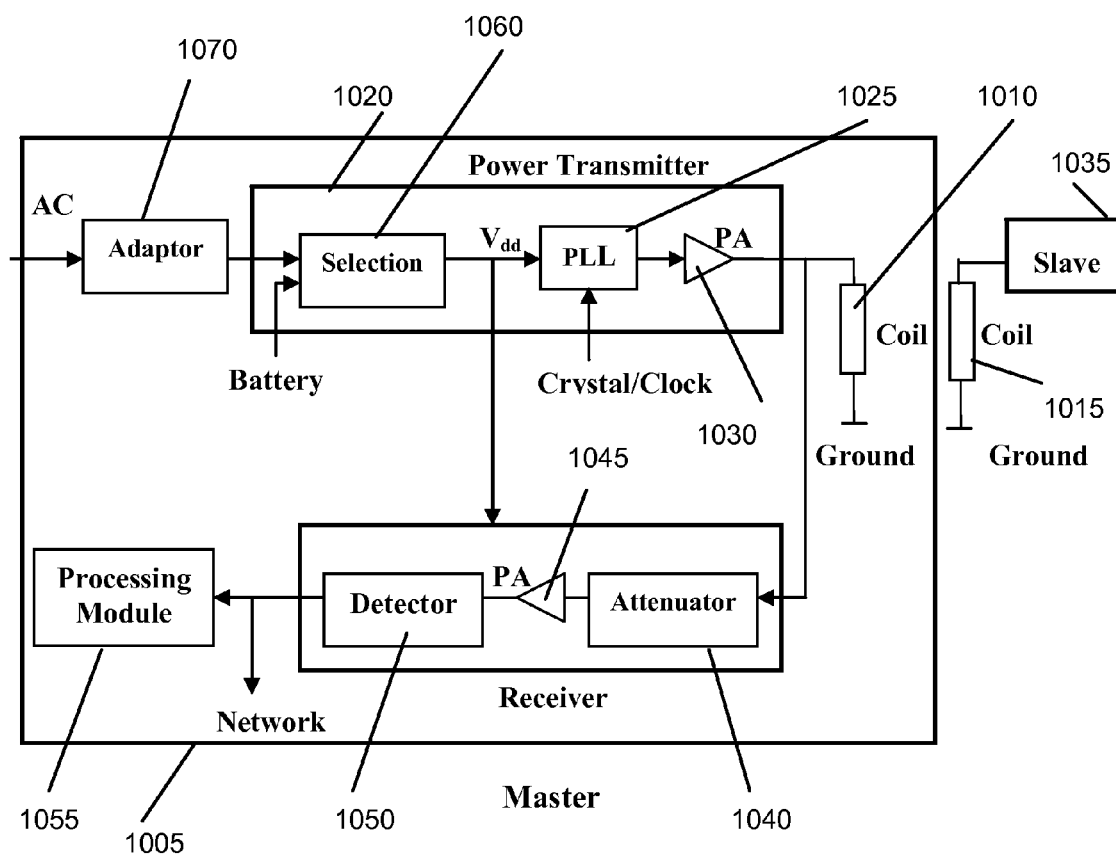 1060
1070
1020
1025
1010
1035
Power Transmitter
AC
Adaptor
Selection
Vdd
PLL
PA
Slave
Coil
Coil
Battery
Crvstal/Clock
1030
1015
Ground
Ground
1045
Processing
Module
PA
Detector
Attenuator
Receiver
Network
Master
1055
1005
1050
1040